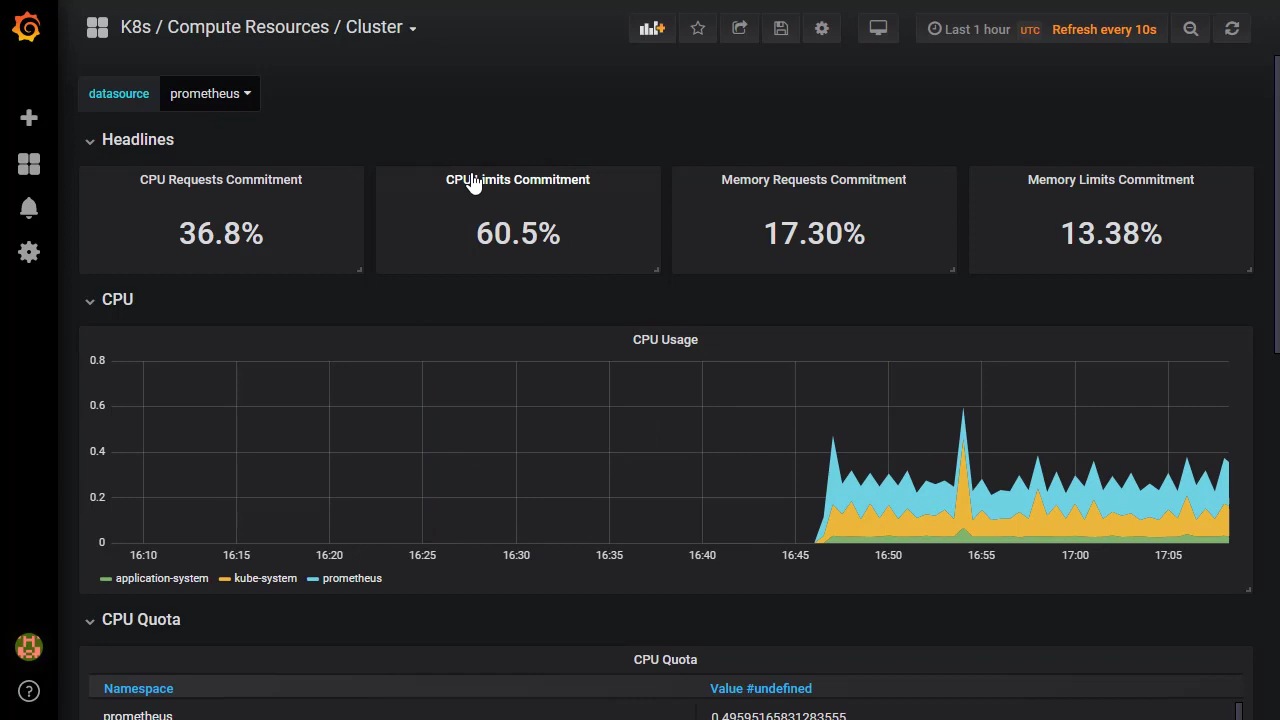 K8s / Compute Resources / Cluster
Last 1 hour UTC Refresh every 10s
datasource prometheus
Headlines
CPU Requests Commitment
36.8%
CPU Limits Commitment
60.5%
Memory Requests Commitment
17.30%
Memory Limits Commitment
13.38%
CPU
CPU Usage
0.8
0.6
0.4
0.2
0
16:10 16:15 16:20 16:25 16:30 16:35 16:40 16:45 16:50 16:55 17:00 17:05
application-system kube-system prometheus
CPU Quota
CPU Quota
Namespace Value #undefined
prometheus 0.49595165831283555
?